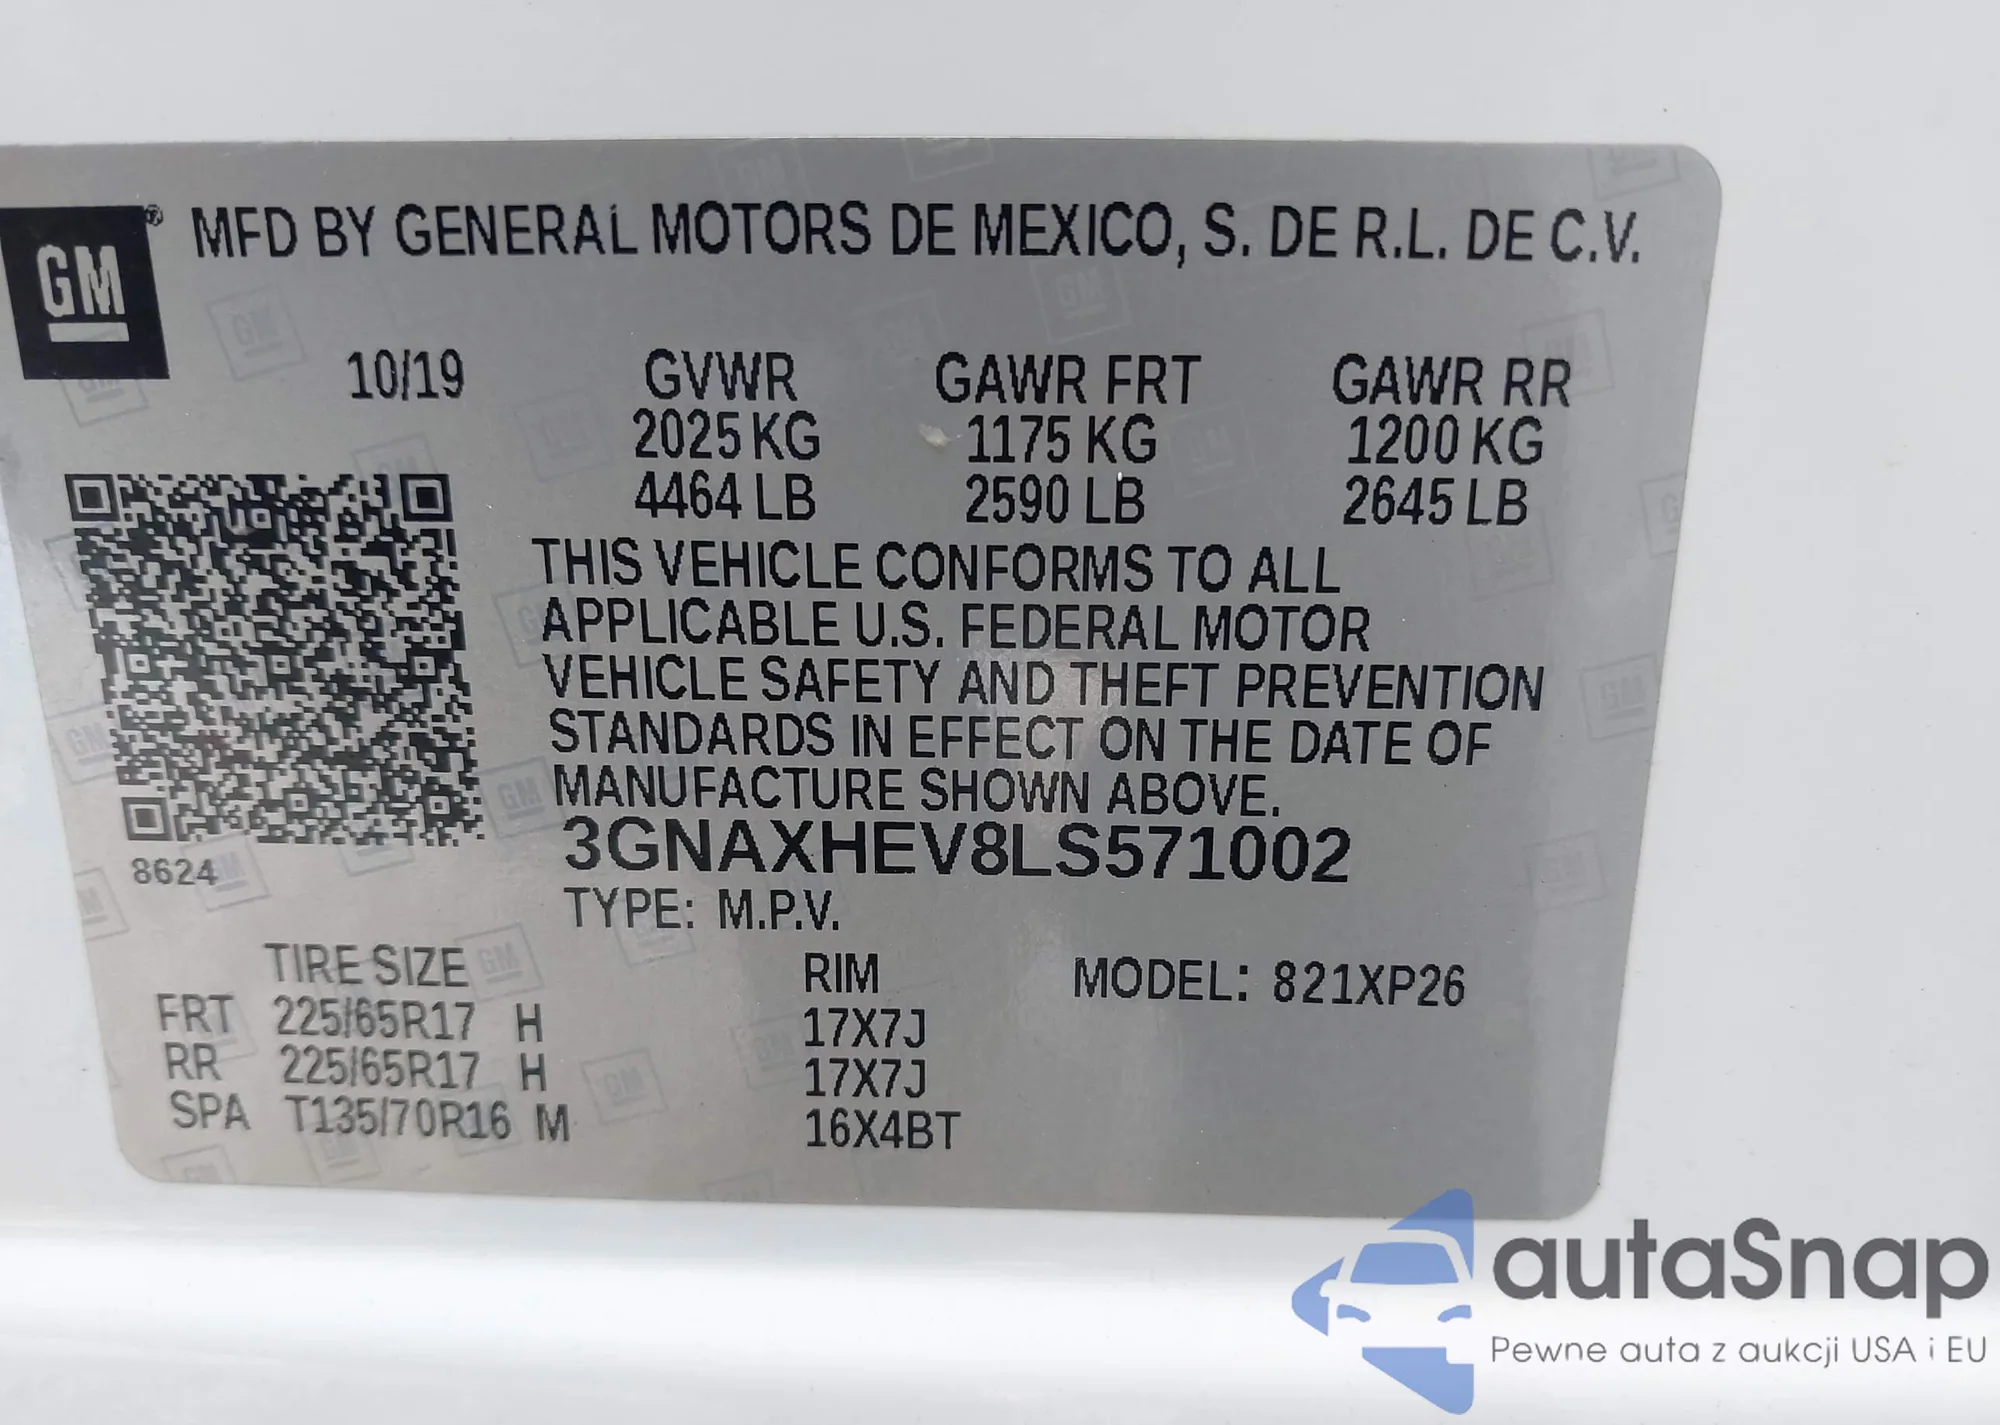 GM
® MFD BY GENERAL MOTORS DE MEXICO, S. DE R.L. DE C.V.
10/19 GVWR GAWR FRT GAWR RR
2025 KG 1175 KG 1200 KG
4464 LB 2590 LB 2645 LB
THIS VEHICLE CONFORMS TO ALL
APPLICABLE U.S. FEDERAL MOTOR
VEHICLE SAFETY AND THEFT PREVENTION
STANDARDS IN EFFECT ON THE DATE OF
MANUFACTURE SHOWN ABOVE.
3GNAXHEV8LS571002
8624
TYPE: M.P.V.
TIRE SIZE RIM MODEL: 821XP26
FRT 225/65R17 H 17X7J
RR 225/65R17 H 17X7J
SPA T135/70R16 M 16X4BT
autaSnap
Pewne auta z aukcji USA i EU